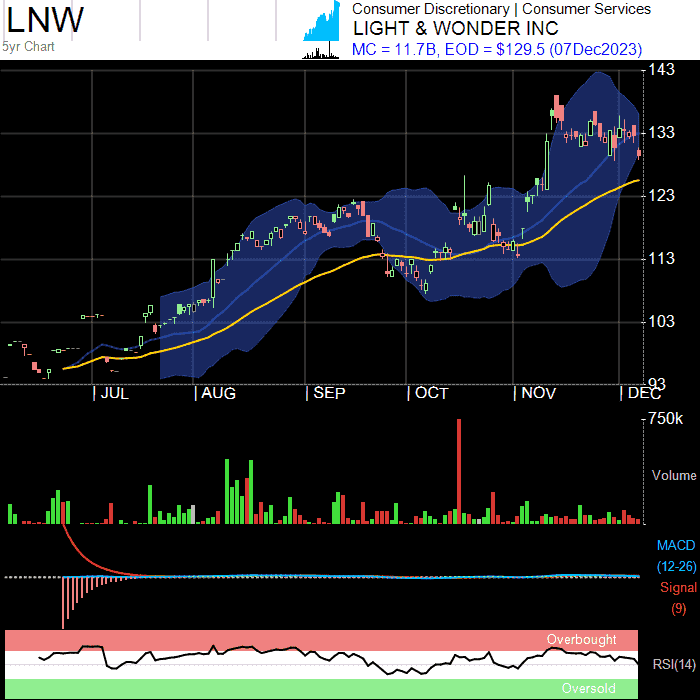 LNW
5yr Chart
Consumer Discretionary | Consumer Services
LIGHT & WONDER INC
MC = 11.7B, EOD = $129.5 (07Dec2023)
143
133
123
113
103
93
| JUL | AUG | SEP | OCT | NOV | DEC
750k
Volume
MACD
(12-26)
Signal
(9)
Overbought
RSI(14)
Oversold